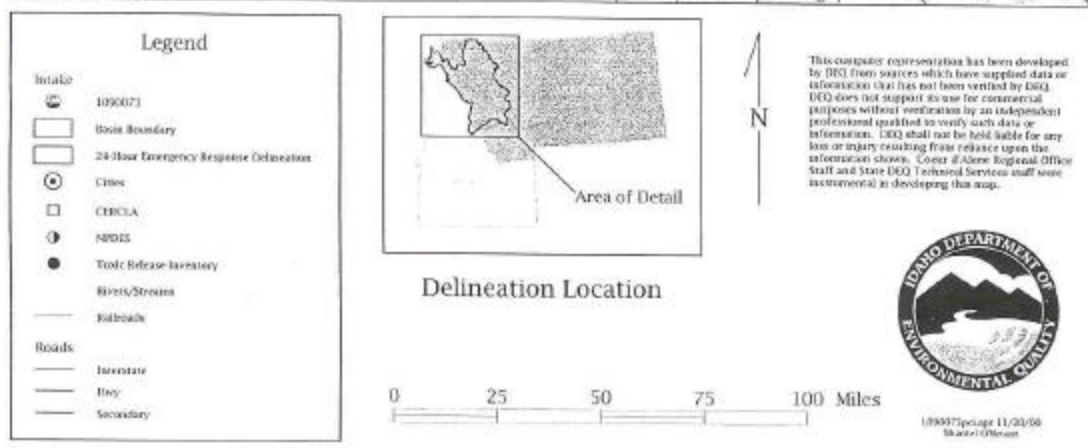 Legend
Intake
1090073
Basin Boundary
24-Hour Emergency Response Delineation
Cities
CERCLA
NPDES
Toxic Release Inventory
Rivers/Streams
Railroads
Roads
Interstate
Hwy
Secondary
Area of Detail
Delineation Location
0 25 50 75 100 Miles
N
This computer representation has been developed
by DEQ from sources which have supplied data or
information that has not been verified by DEQ.
DEQ does not support its use for commercial
purposes without verification by an independent
professional qualified to verify such data or
information. DEQ shall not be held liable for any
loss or injury resulting from reliance upon the
information shown. Coeur d'Alene Regional Office
Staff and State DEQ Technical Services staff were
instrumental in developing this map.
IDAHO DEPARTMENT OF
ENVIRONMENTAL QUALITY
11/20/00